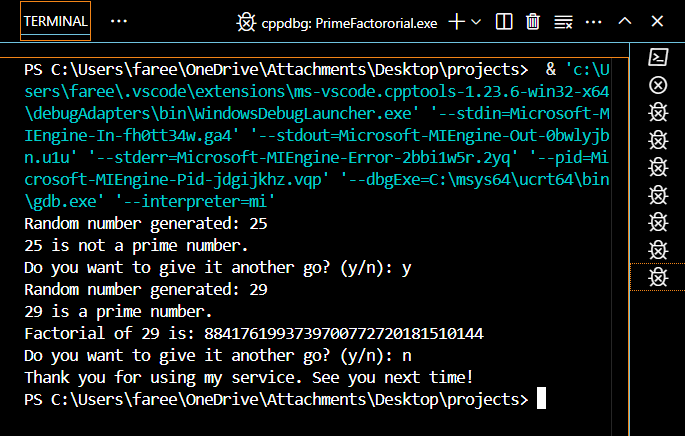 TERMINAL
cppdbg: PrimeFactororial.exe
PS C:\Users\faree\OneDrive\Attachments\Desktop\projects>  & 'c:\U
sers\faree\.vscode\extensions\ms-vscode.cpptools-1.23.6-win32-x64
\debugAdapters\bin\WindowsDebugLauncher.exe' '--stdin=Microsoft-M
IEngine-In-fh0tt34w.ga4' '--stdout=Microsoft-MIEngine-Out-0bwlyjb
n.u1u' '--stderr=Microsoft-MIEngine-Error-2bbi1w5r.2yq' '--pid=Mi
crosoft-MIEngine-Pid-jdgijkhz.vqp' '--dbgExe=C:\msys64\ucrt64\bin
\gdb.exe' '--interpreter=mi'
Random number generated: 25
25 is not a prime number.
Do you want to give it another go? (y/n): y
Random number generated: 29
29 is a prime number.
Factorial of 29 is: 8841761993739700772720181510144
Do you want to give it another go? (y/n): n
Thank you for using my service. See you next time!
PS C:\Users\faree\OneDrive\Attachments\Desktop\projects>